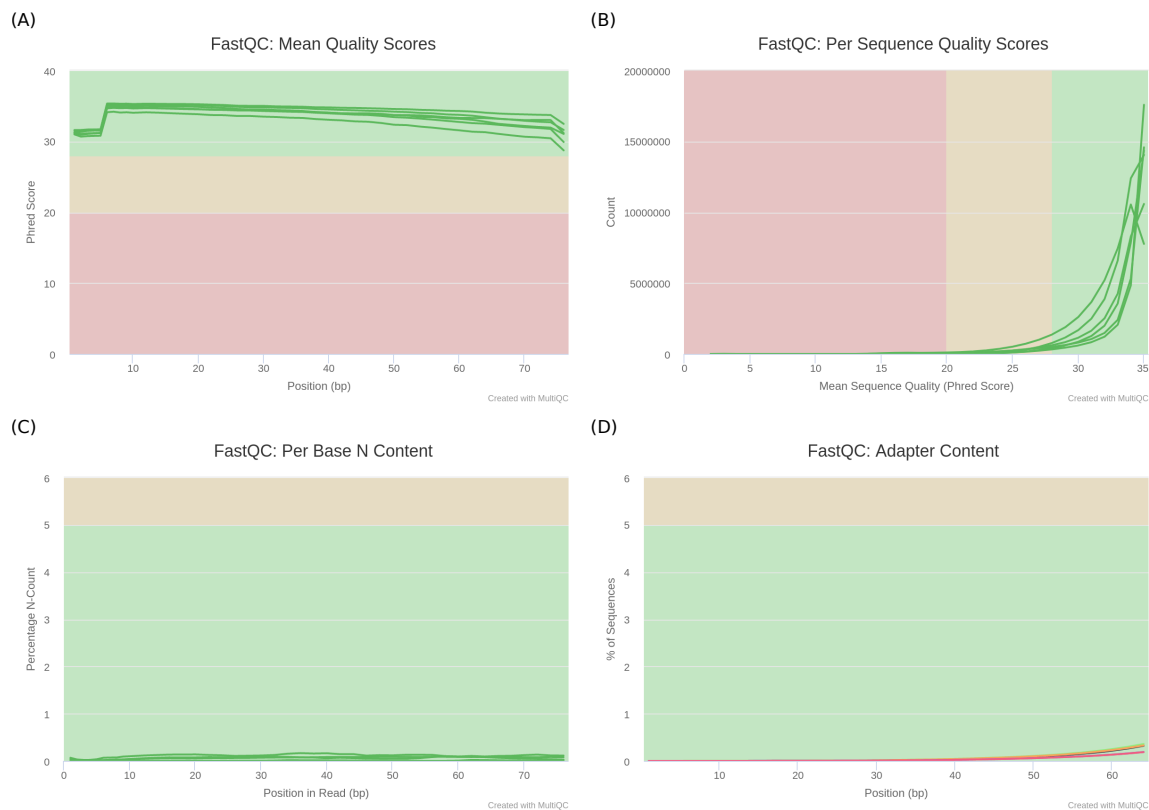 (A)
FastQC: Mean Quality Scores
40
30
20
10
0
Phred Score
10 20 30 40 50 60 70
Position (bp)
Created with MultiQC
(B)
FastQC: Per Sequence Quality Scores
20000000
15000000
10000000
5000000
0
Count
0 5 10 15 20 25 30 35
Mean Sequence Quality (Phred Score)
Created with MultiQC
(C)
FastQC: Per Base N Content
6
5
4
3
2
1
0
Percentage N-Count
0 10 20 30 40 50 60 70
Position in Read (bp)
Created with MultiQC
(D)
FastQC: Adapter Content
6
5
4
3
2
1
0
% of Sequences
10 20 30 40 50 60
Position (bp)
Created with MultiQC